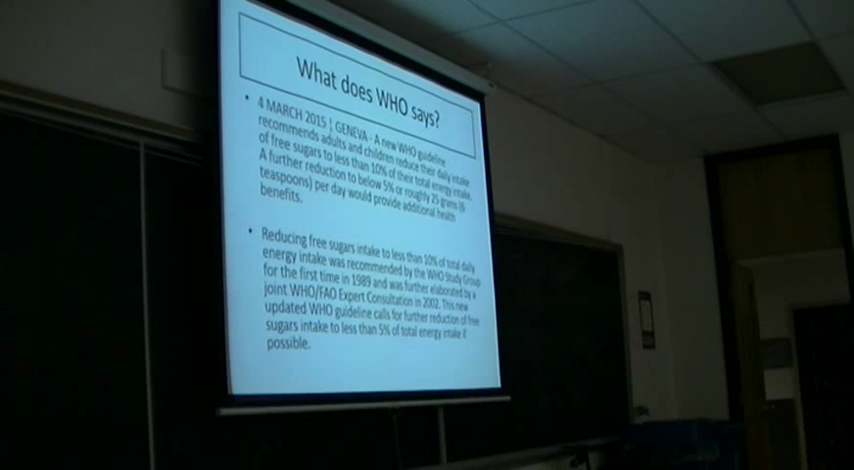 What does WHO says?
• 4 MARCH 2015 ¦ GENEVA - A new WHO guideline
recommends adults and children reduce their daily intake
of free sugars to less than 10% of their total energy intake.
A further reduction to below 5% or roughly 25 grams (6
teaspoons) per day would provide additional health
benefits.
• Reducing free sugars intake to less than 10% of total daily
energy intake was recommended by the WHO Study Group
for the first time in 1989 and was further elaborated by a
joint WHO/FAO Expert Consultation in 2002. This new
updated WHO guideline calls for further reduction of free
sugars intake to less than 5% of total energy intake if
possible.